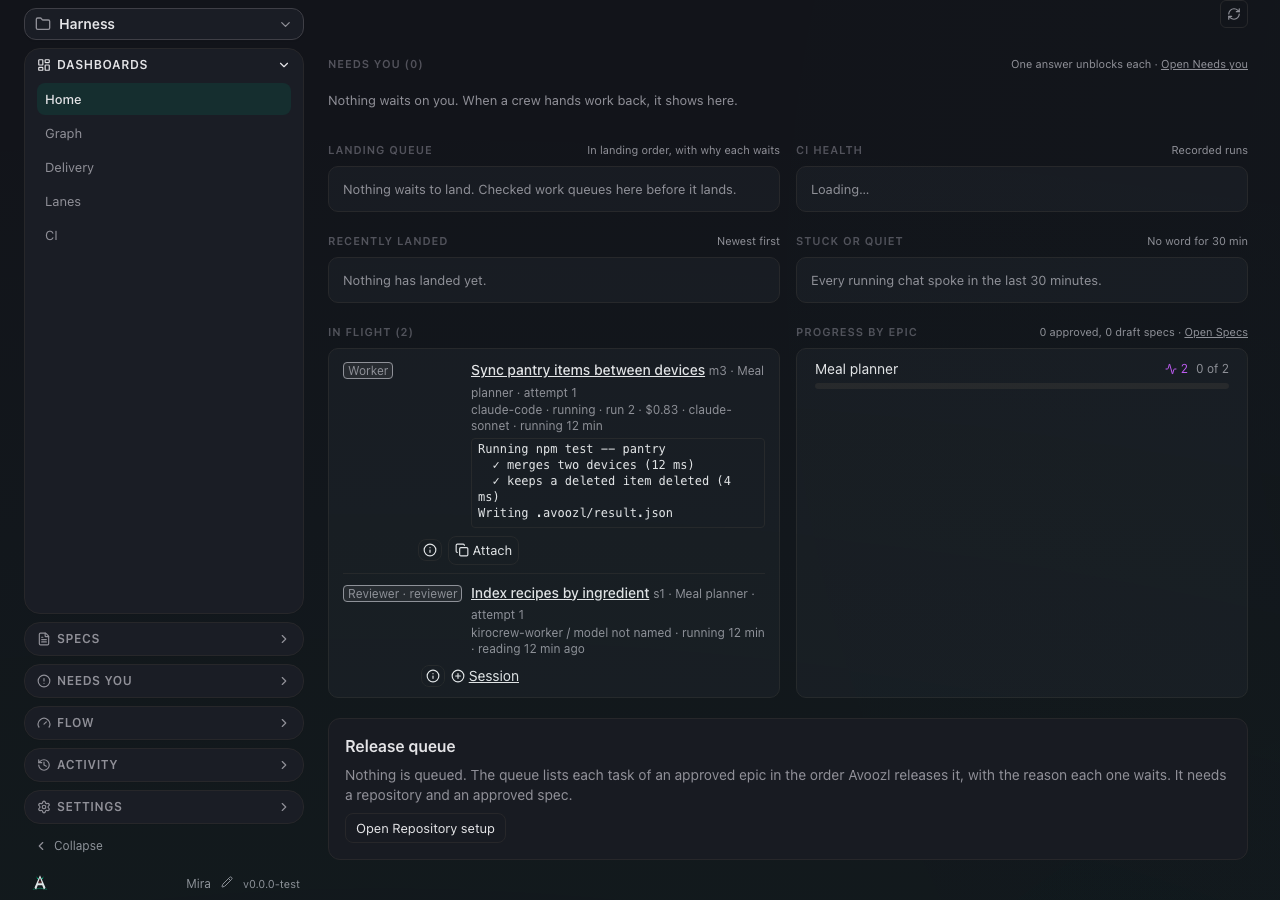 Harness
DASHBOARDS
Home
Graph
Delivery
Lanes
CI
SPECS
NEEDS YOU
FLOW
ACTIVITY
SETTINGS
Collapse
Mira v0.0.0-test
NEEDS YOU (0)
One answer unblocks each · Open Needs you
Nothing waits on you. When a crew hands work back, it shows here.
LANDING QUEUE
In landing order, with why each waits
Nothing waits to land. Checked work queues here before it lands.
CI HEALTH
Recorded runs
Loading…
RECENTLY LANDED
Newest first
Nothing has landed yet.
STUCK OR QUIET
No word for 30 min
Every running chat spoke in the last 30 minutes.
IN FLIGHT (2)
Worker
Sync pantry items between devices m3 · Meal
planner · attempt 1
claude-code · running · run 2 · $0.83 · claude-
sonnet · running 12 min
Running npm test -- pantry
✓ merges two devices (12 ms)
✓ keeps a deleted item deleted (4
ms)
Writing .avoozl/result.json
Attach
Reviewer · reviewer
Index recipes by ingredient s1 · Meal planner ·
attempt 1
kirocrew-worker / model not named · running 12 min
· reading 12 min ago
Session
PROGRESS BY EPIC
0 approved, 0 draft specs · Open Specs
Meal planner
2 0 of 2
Release queue
Nothing is queued. The queue lists each task of an approved epic in the order Avoozl releases it, with the reason each one waits. It needs
a repository and an approved spec.
Open Repository setup